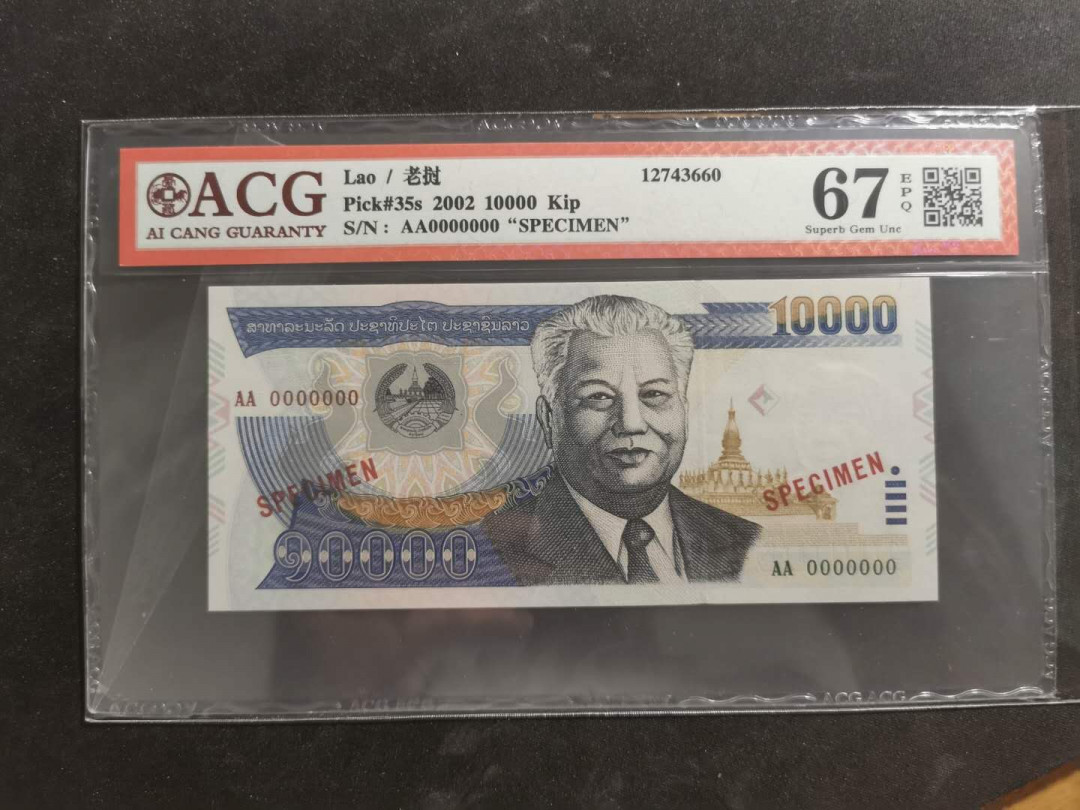 ACG
AI CANG GUARANTY
Lao / 老挝
Pick#35s 2002 10000 Kip
S/N : AA0000000 “SPECIMEN”
12743660
67
EPQ
Superb Gem Unc
ສາທາລະນະລັດ ປະຊາທິປະໄຕ ປະຊາຊົນລາວ
10000
AA 0000000
SPECIMEN
SPECIMEN
໑໐໐໐໐
AA 0000000
ACG ACG